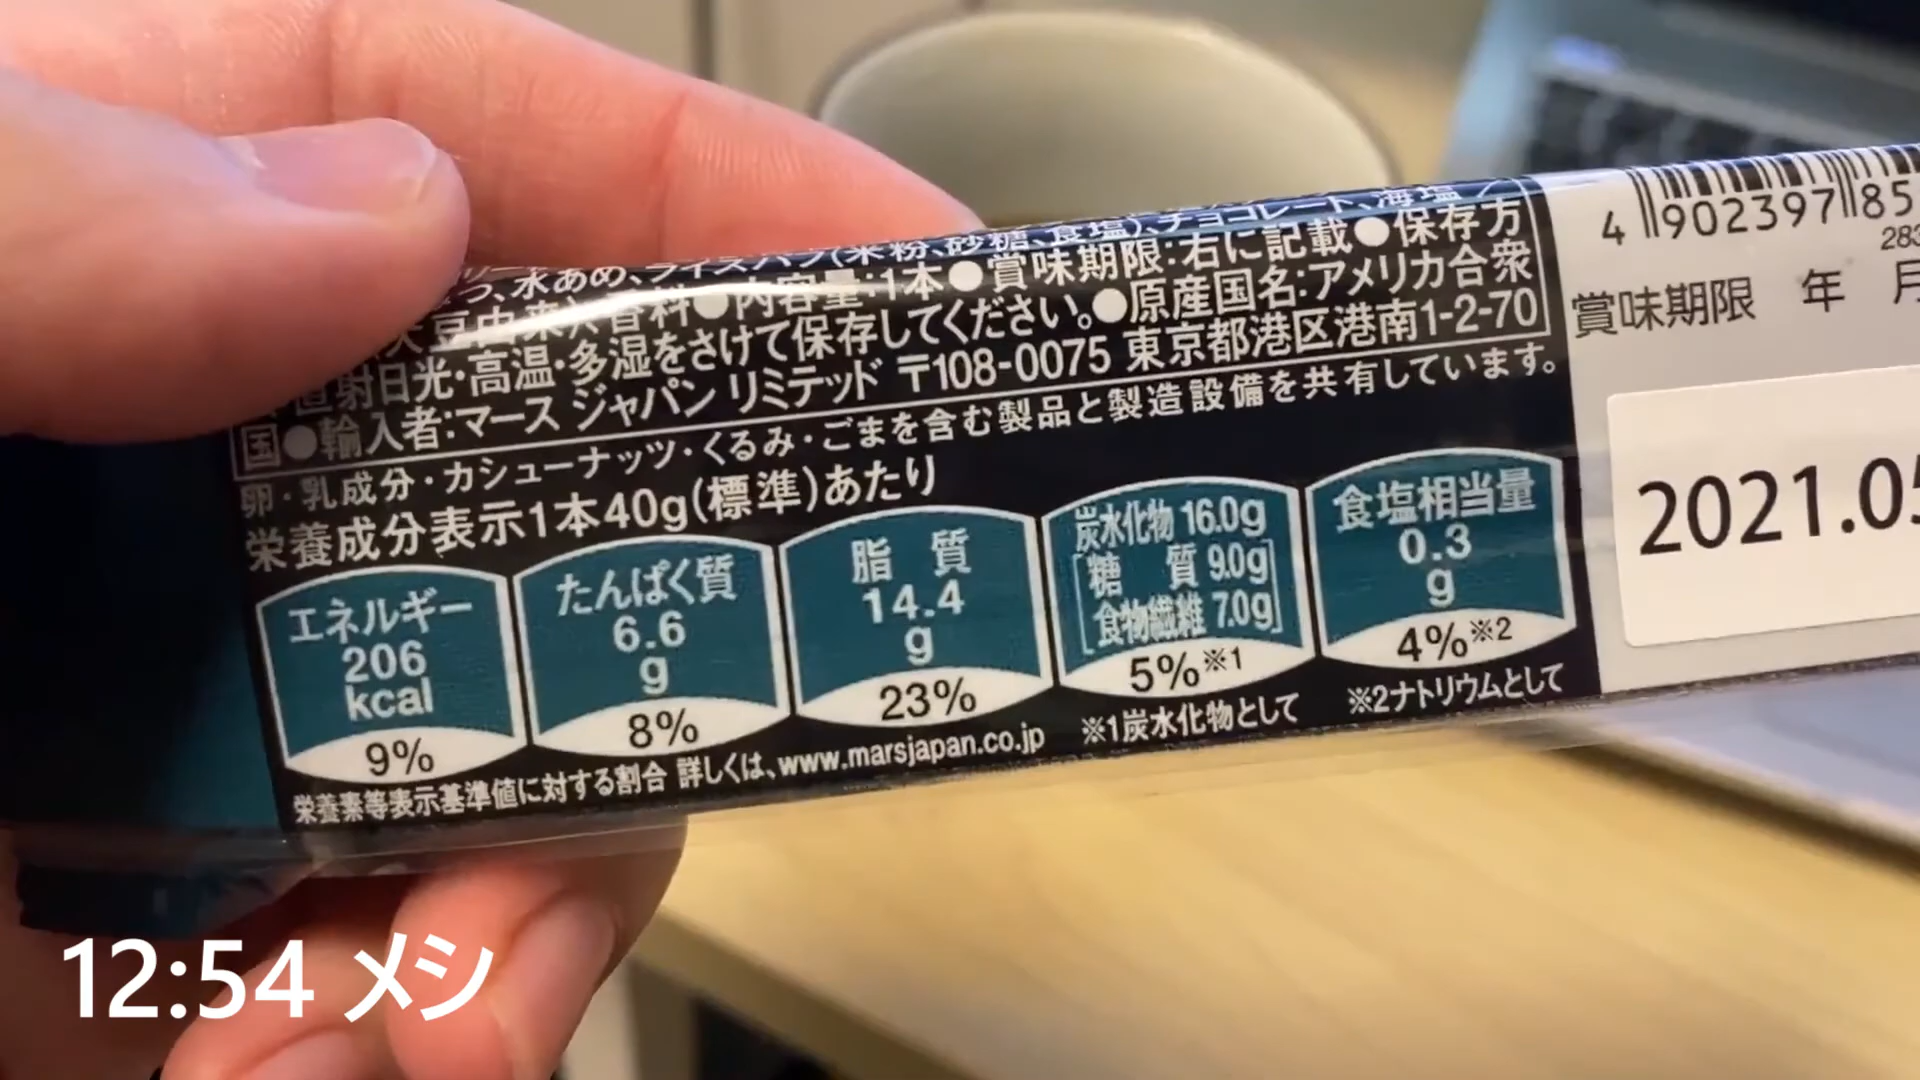 水あめ、ライスパフ(米粉、砂糖、食塩)、チョコレート、海塩/
大豆由来)、香料●内容量:1本●賞味期限:右に記載●保存方
直射日光・高温・多湿をさけて保存してください。●原産国名:アメリカ合衆
国●輸入者:マース ジャパン リミテッド 〒108-0075 東京都港区港南1-2-70
卵・乳成分・カシューナッツ・くるみ・ごまを含む製品と製造設備を共有しています。
栄養成分表示1本40g(標準)あたり
エネルギー
206
kcal
9%
たんぱく質
6.6
g
8%
脂 質
14.4
g
23%
炭水化物 16.0g
糖 質 9.0g
食物繊維 7.0g
5%※1
食塩相当量
0.3
g
4%※2
栄養素等表示基準値に対する割合 詳しくは、www.marsjapan.co.jp ※1炭水化物として ※2ナトリウムとして
4 902397 85
283
賞味期限 年 月
2021.05
12:54 メシ